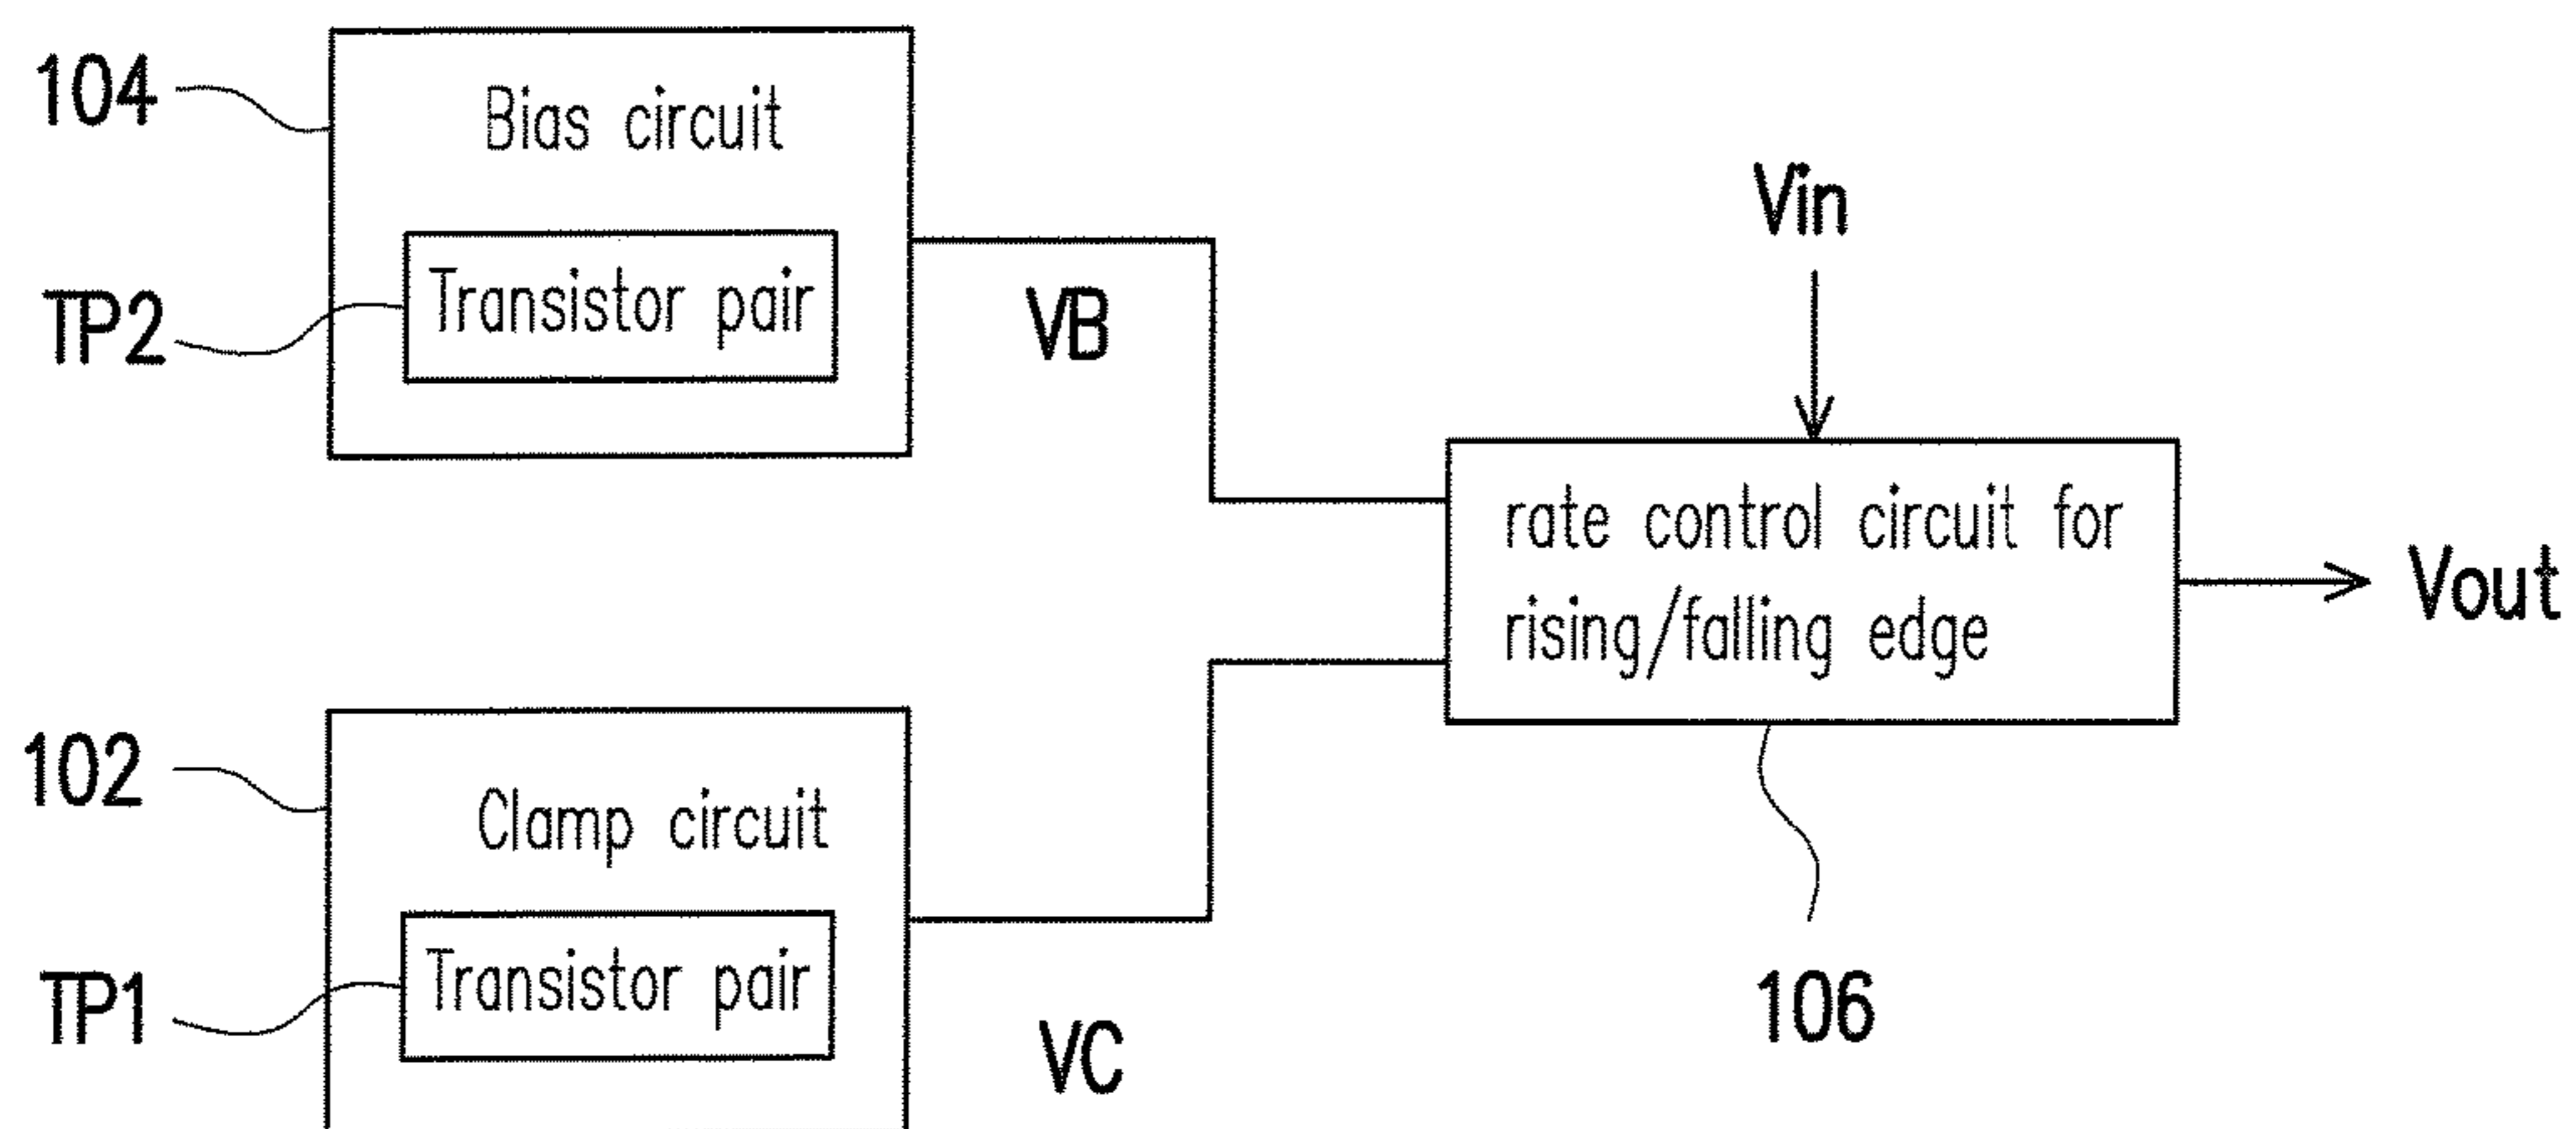 104
Bias circuit
Vin
TP2
Transistor pair
VB
rate control circuit for
rising/falling edge
Vout
102
Clamp circuit
TP1
Transistor pair
VC
106